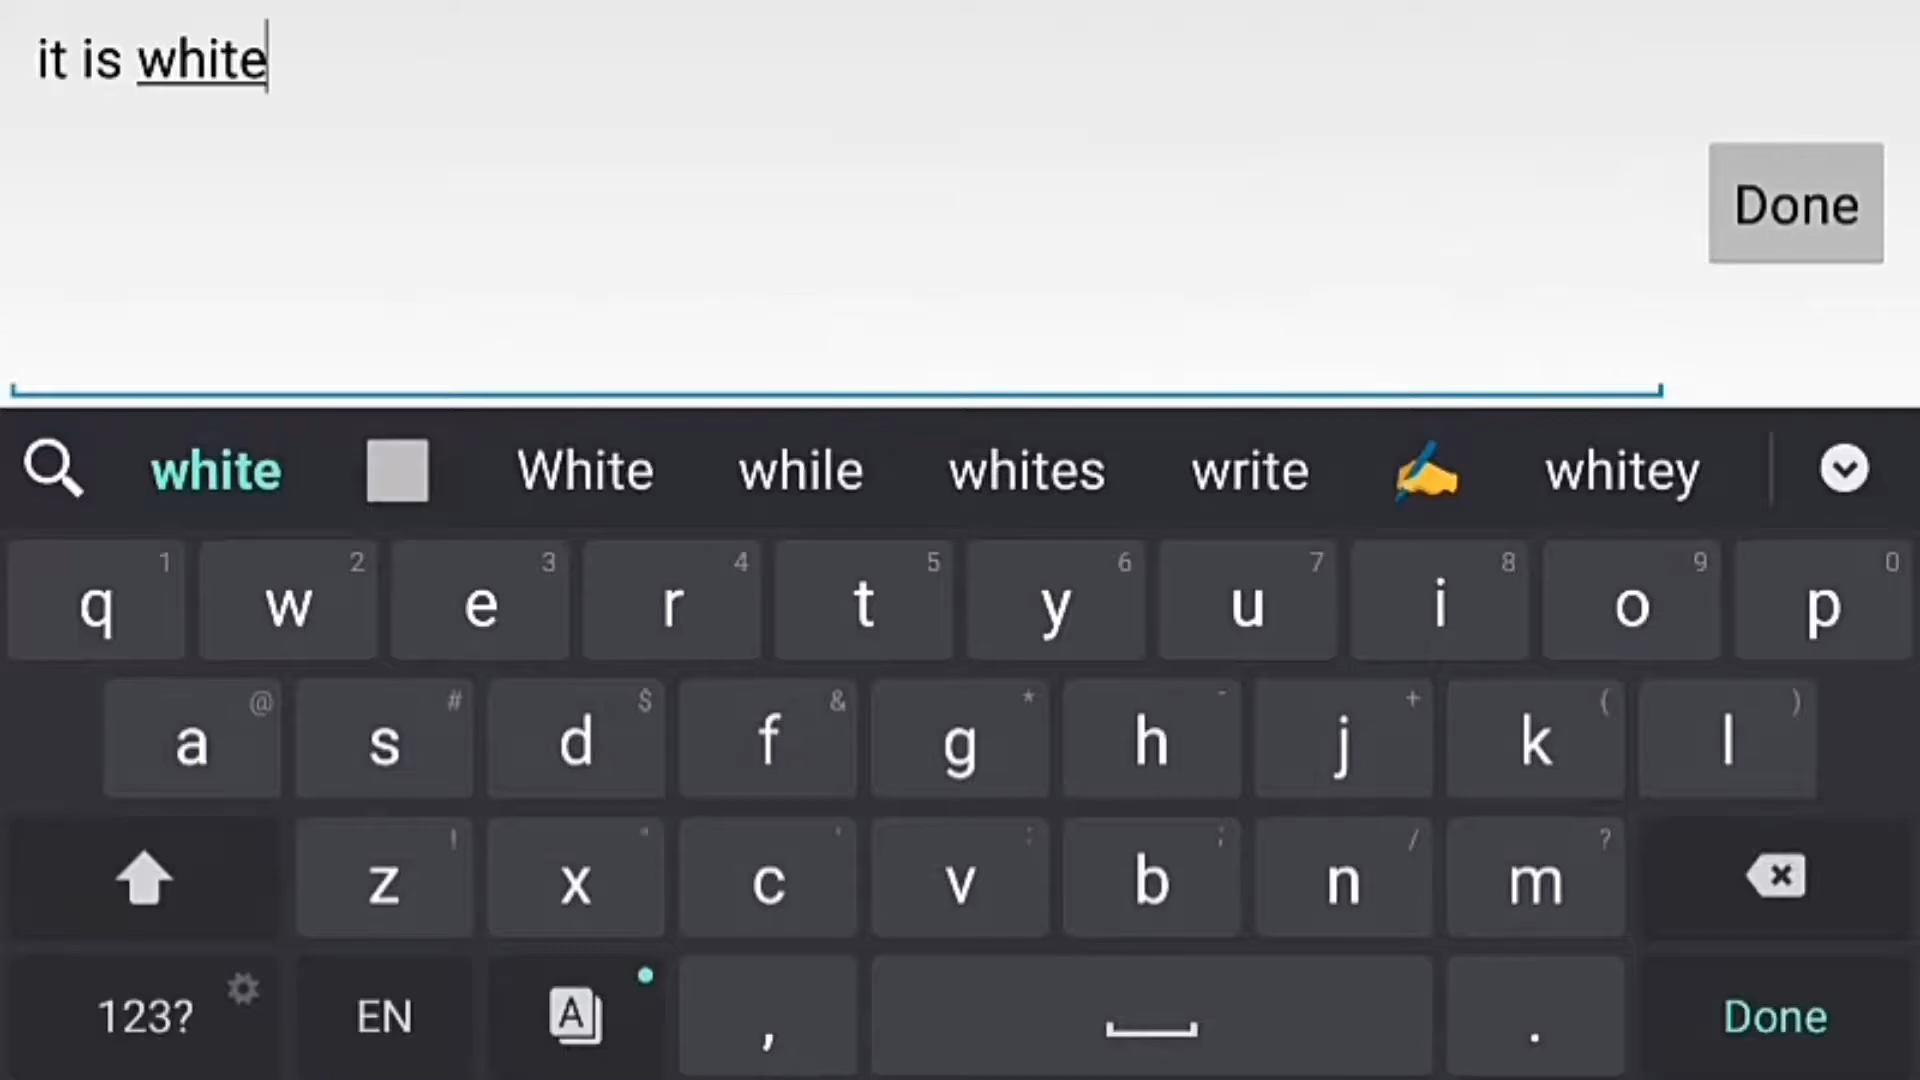 it is white
Done
white White while whites write whitey
1 2 3 4 5 6 7 8 9 0
q w e r t y u i o p
@ # $ & * - + ( )
a s d f g h j k l
! " ' : ; / ?
z x c v b n m
123? EN A , . Done